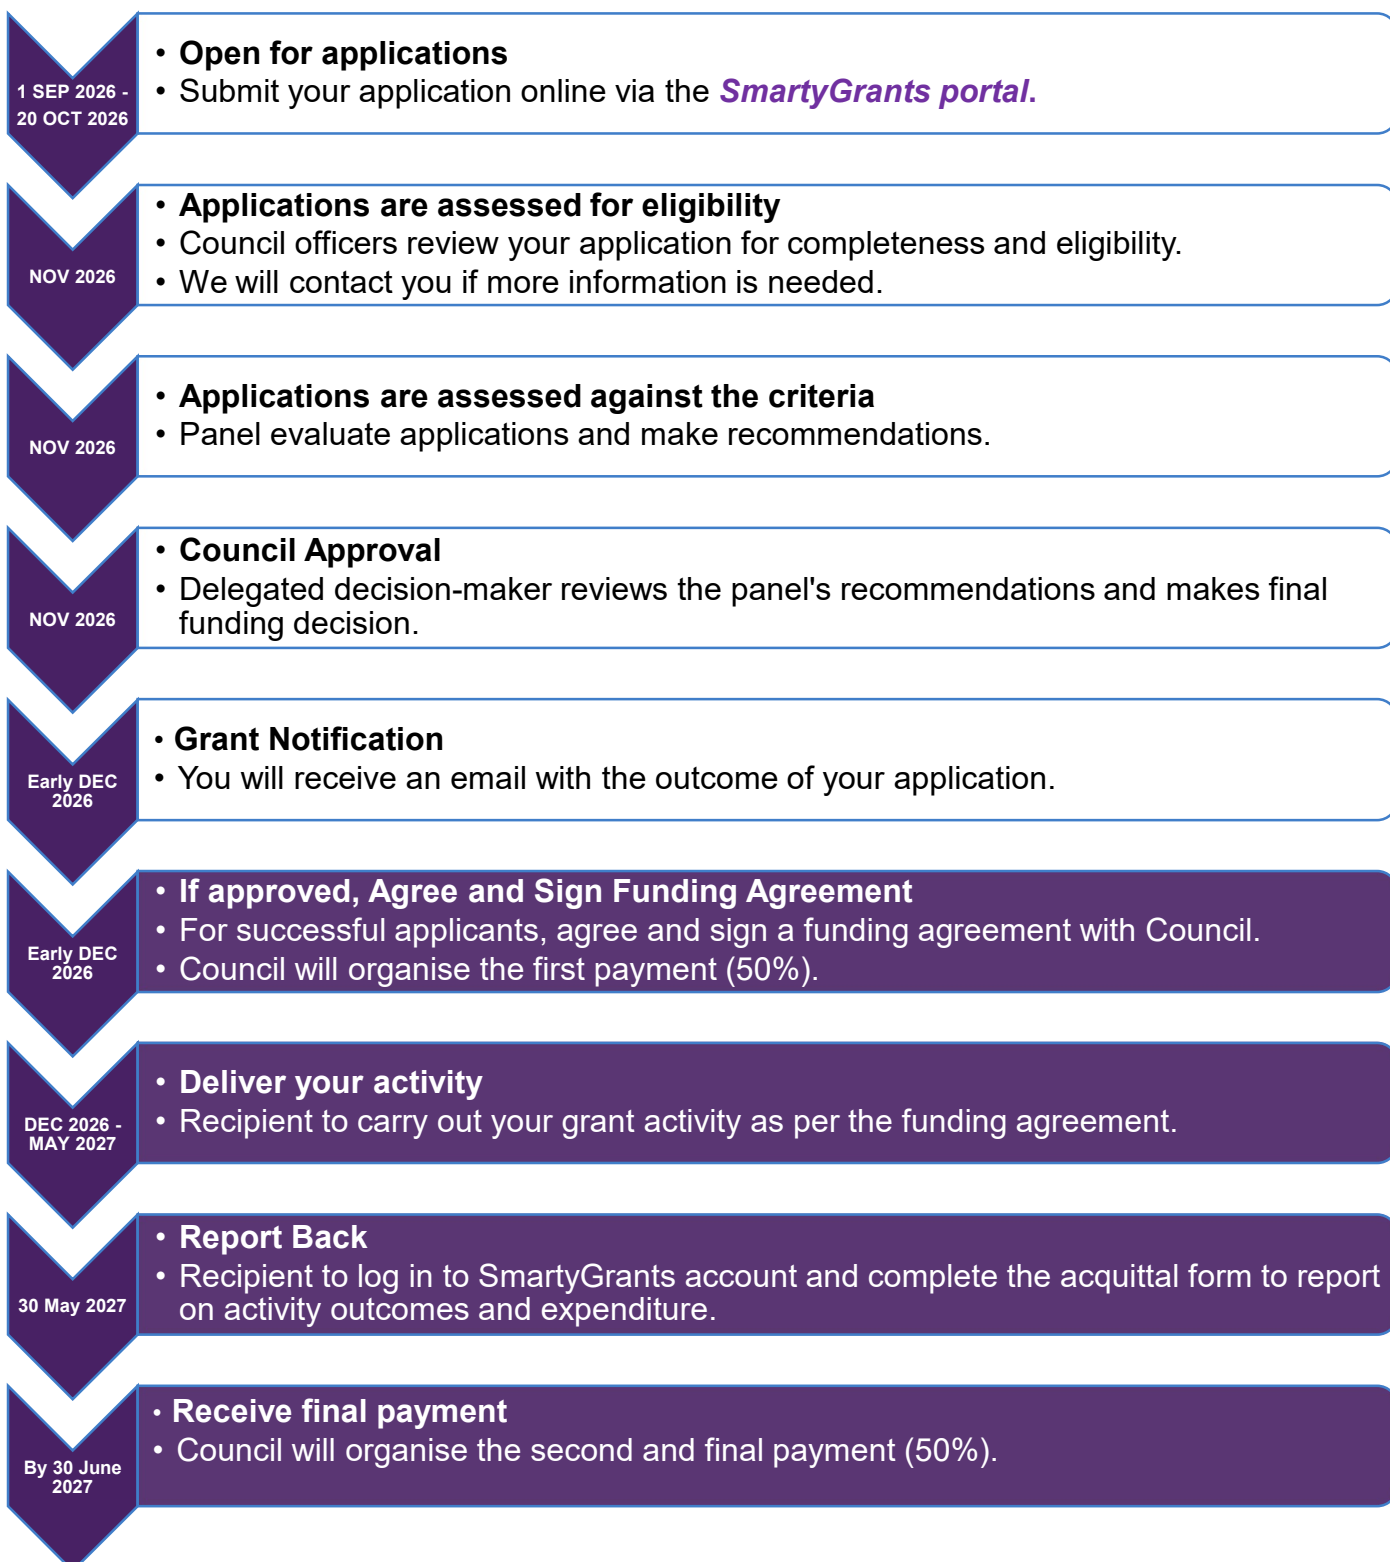 1 SEP 2026 -
20 OCT 2026
• Open for applications
• Submit your application online via the SmartyGrants portal.
NOV 2026
• Applications are assessed for eligibility
• Council officers review your application for completeness and eligibility.
• We will contact you if more information is needed.
NOV 2026
• Applications are assessed against the criteria
• Panel evaluate applications and make recommendations.
NOV 2026
• Council Approval
• Delegated decision-maker reviews the panel's recommendations and makes final
funding decision.
Early DEC
2026
• Grant Notification
• You will receive an email with the outcome of your application.
Early DEC
2026
• If approved, Agree and Sign Funding Agreement
• For successful applicants, agree and sign a funding agreement with Council.
• Council will organise the first payment (50%).
DEC 2026 -
MAY 2027
• Deliver your activity
• Recipient to carry out your grant activity as per the funding agreement.
30 May 2027
• Report Back
• Recipient to log in to SmartyGrants account and complete the acquittal form to report
on activity outcomes and expenditure.
By 30 June
2027
• Receive final payment
• Council will organise the second and final payment (50%).